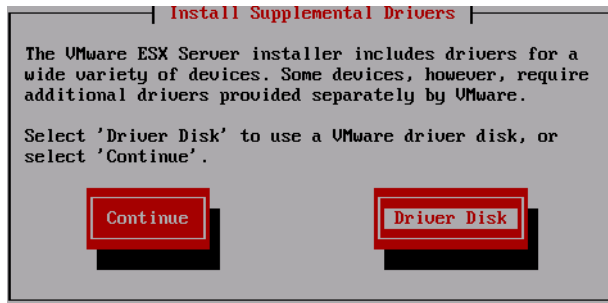 Install Supplemental Drivers
The VMware ESX Server installer includes drivers for a
wide variety of devices. Some devices, however, require
additional drivers provided separately by VMware.
Select 'Driver Disk' to use a VMware driver disk, or
select 'Continue'.
Continue Driver Disk